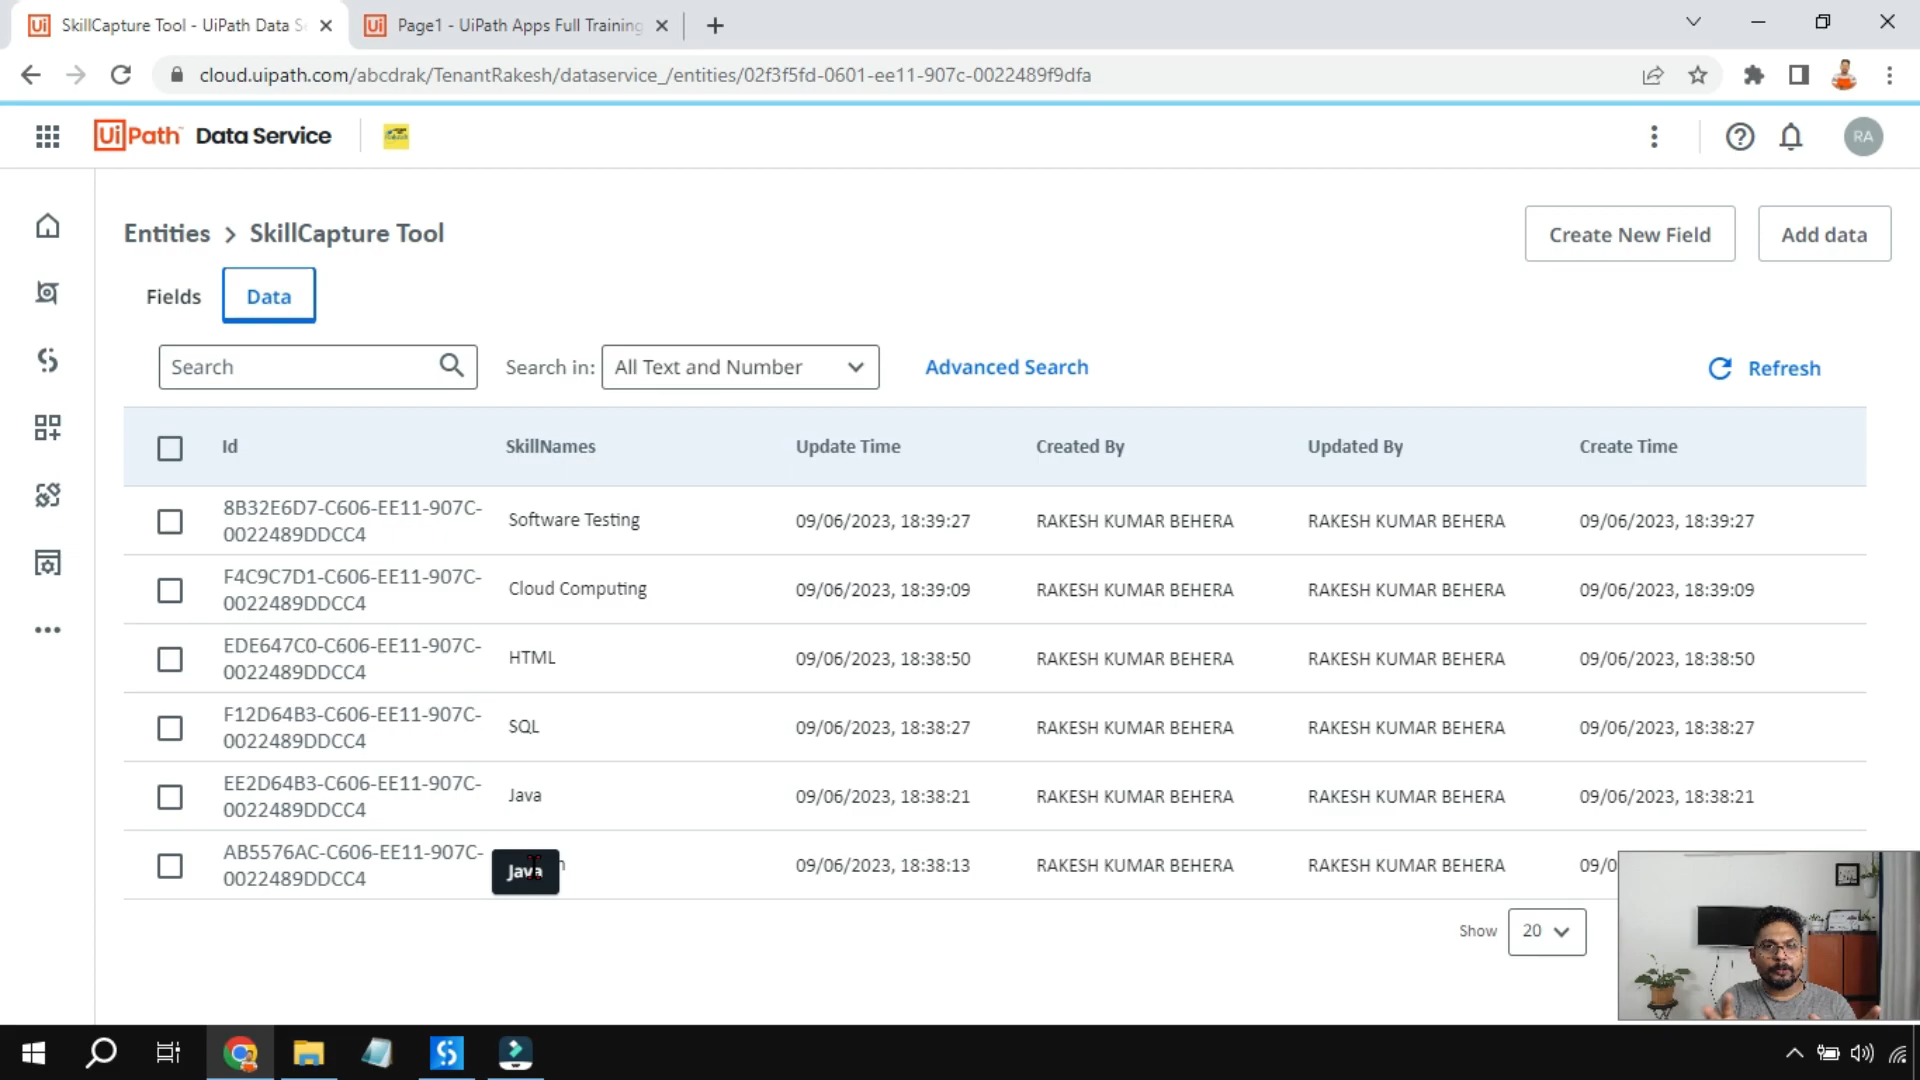 SkillCapture Tool - UiPath Data S
Page1 - UiPath Apps Full Training
cloud.uipath.com/abcdrak/TenantRakesh/dataservice_/entities/02f3f5fd-0601-ee11-907c-0022489f9dfa
UiPath Data Service
RA
Entities > SkillCapture Tool
Create New Field
Add data
Fields
Data
Search
Search in:
All Text and Number
Advanced Search
Refresh
Id SkillNames Update Time Created By Updated By Create Time
8B32E6D7-C606-EE11-907C-
0022489DDCC4
Software Testing 09/06/2023, 18:39:27 RAKESH KUMAR BEHERA RAKESH KUMAR BEHERA 09/06/2023, 18:39:27
F4C9C7D1-C606-EE11-907C-
0022489DDCC4
Cloud Computing 09/06/2023, 18:39:09 RAKESH KUMAR BEHERA RAKESH KUMAR BEHERA 09/06/2023, 18:39:09
EDE647C0-C606-EE11-907C-
0022489DDCC4
HTML 09/06/2023, 18:38:50 RAKESH KUMAR BEHERA RAKESH KUMAR BEHERA 09/06/2023, 18:38:50
F12D64B3-C606-EE11-907C-
0022489DDCC4
SQL 09/06/2023, 18:38:27 RAKESH KUMAR BEHERA RAKESH KUMAR BEHERA 09/06/2023, 18:38:27
EE2D64B3-C606-EE11-907C-
0022489DDCC4
Java 09/06/2023, 18:38:21 RAKESH KUMAR BEHERA RAKESH KUMAR BEHERA 09/06/2023, 18:38:21
AB5576AC-C606-EE11-907C-
0022489DDCC4
Java 09/06/2023, 18:38:13 RAKESH KUMAR BEHERA RAKESH KUMAR BEHERA 09/0
Show 20